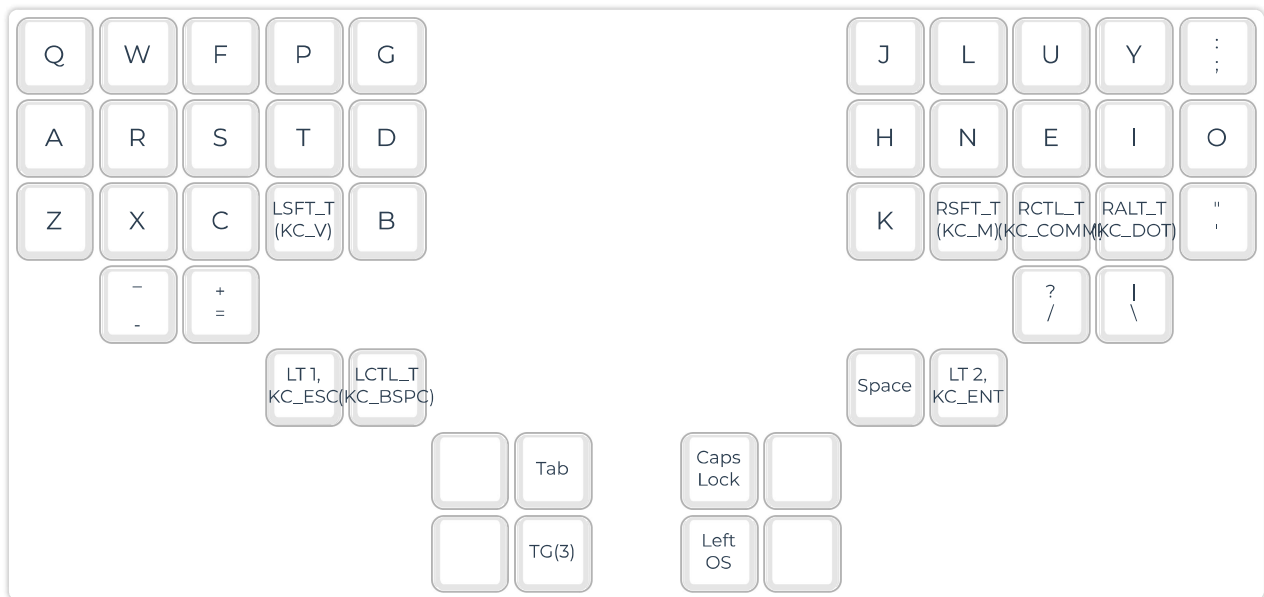 Q W F P G J L U Y :
;
A R S T D H N E I O
Z X C LSFT_T B K RSFT_T RCTL_T RALT_T "
(KC_V) (KC_M) (KC_COMM) (KC_DOT) '
_ + ? |
- = / \
LT 1, LCTL_T Space LT 2,
KC_ESC (KC_BSPC) KC_ENT
Tab Caps
Lock
TG(3) Left
OS